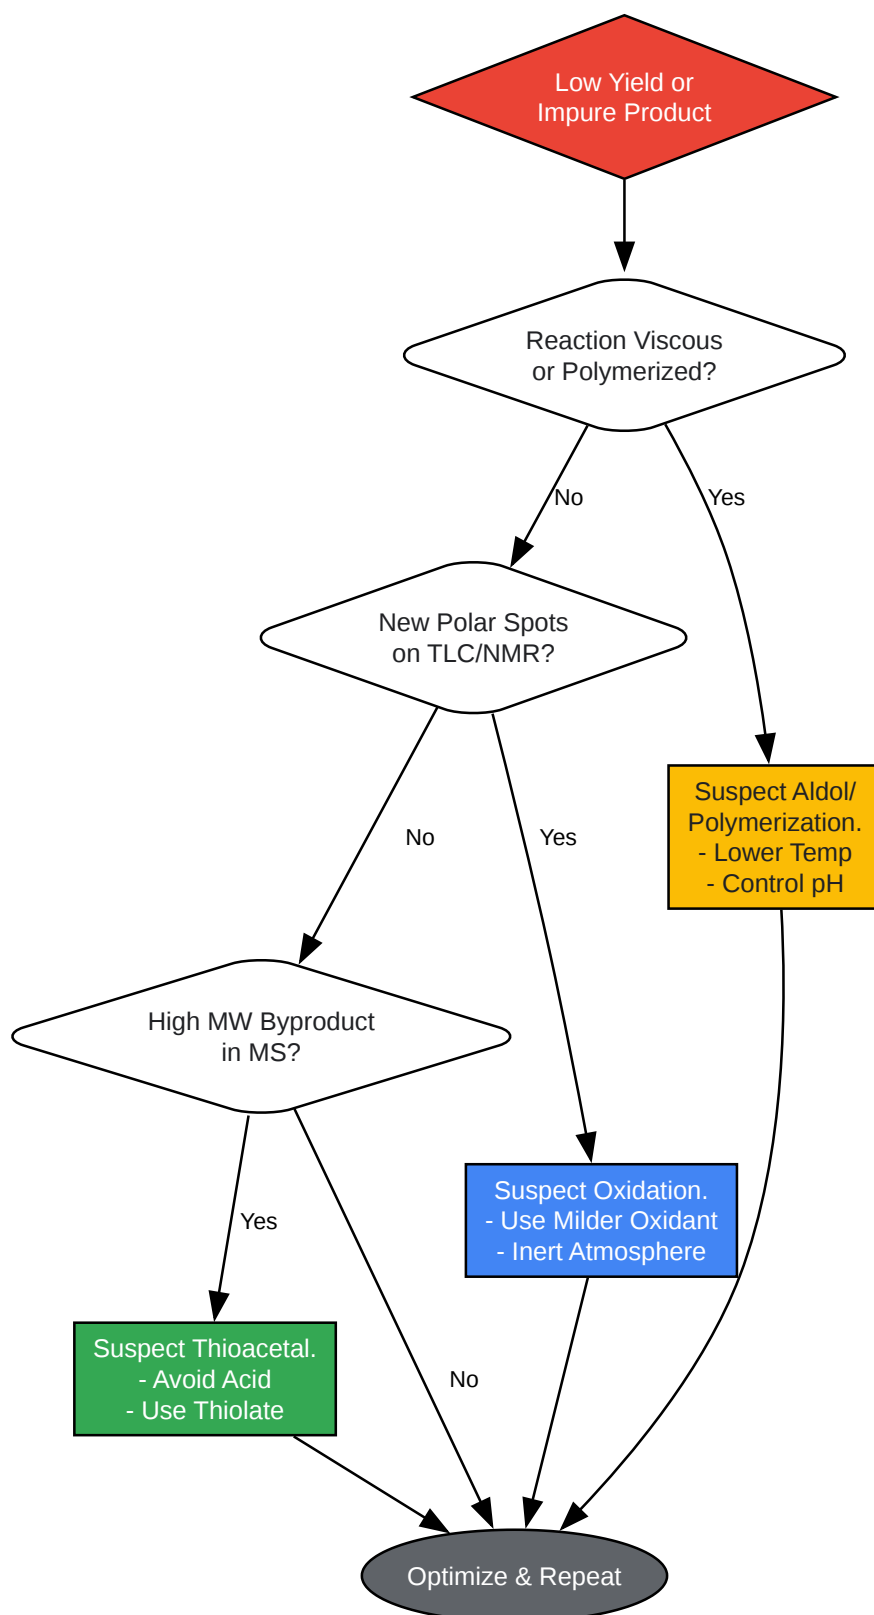 Low Yield or
Impure Product
Reaction Viscous
or Polymerized?
No
Yes
New Polar Spots
on TLC/NMR?
Suspect Aldol/
Polymerization.
- Lower Temp
- Control pH
No
Yes
High MW Byproduct
in MS?
Suspect Oxidation.
- Use Milder Oxidant
- Inert Atmosphere
Yes
Suspect Thioacetal.
- Avoid Acid
- Use Thiolate
No
Optimize & Repeat